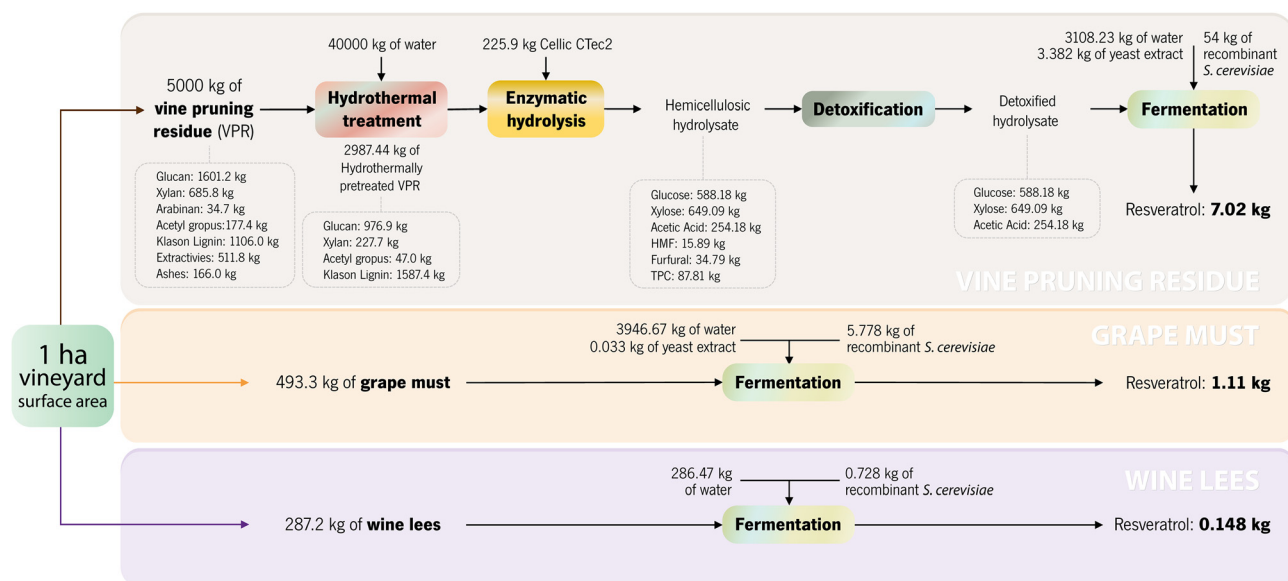 1 ha
vineyard
surface area
5000 kg of
vine pruning
residue (VPR)
Glucan: 1601.2 kg
Xylan: 685.8 kg
Arabinan: 34.7 kg
Acetyl gropus:177.4 kg
Klason Lignin: 1106.0 kg
Extractivies: 511.8 kg
Ashes: 166.0 kg
40000 kg of water
Hydrothermal
treatment
2987.44 kg of
Hydrothermally
pretreated VPR
Glucan: 976.9 kg
Xylan: 227.7 kg
Acetyl gropus: 47.0 kg
Klason Lignin: 1587.4 kg
225.9 kg Cellic CTec2
Enzymatic
hydrolysis
Hemicellulosic
hydrolysate
Glucose: 588.18 kg
Xylose: 649.09 kg
Acetic Acid: 254.18 kg
HMF: 15.89 kg
Furfural: 34.79 kg
TPC: 87.81 kg
Detoxification
Detoxified
hydrolysate
Glucose: 588.18 kg
Xylose: 649.09 kg
Acetic Acid: 254.18 kg
3108.23 kg of water
3.382 kg of yeast extract
54 kg of
recombinant
S. cerevisiae
Fermentation
Resveratrol: 7.02 kg
VINE PRUNING RESIDUE
GRAPE MUST
493.3 kg of grape must
3946.67 kg of water
0.033 kg of yeast extract
5.778 kg of
recombinant S. cerevisiae
Fermentation
Resveratrol: 1.11 kg
WINE LEES
287.2 kg of wine lees
286.47 kg
of water
0.728 kg of
recombinant S. cerevisiae
Fermentation
Resveratrol: 0.148 kg